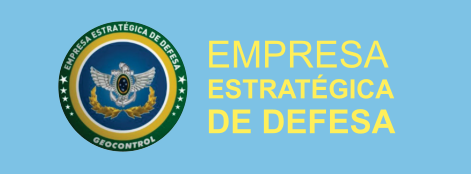 EMPRESA ESTRATÉGICA DE DEFESA
GEOCONTROL
EMPRESA
ESTRATÉGICA
DE DEFESA